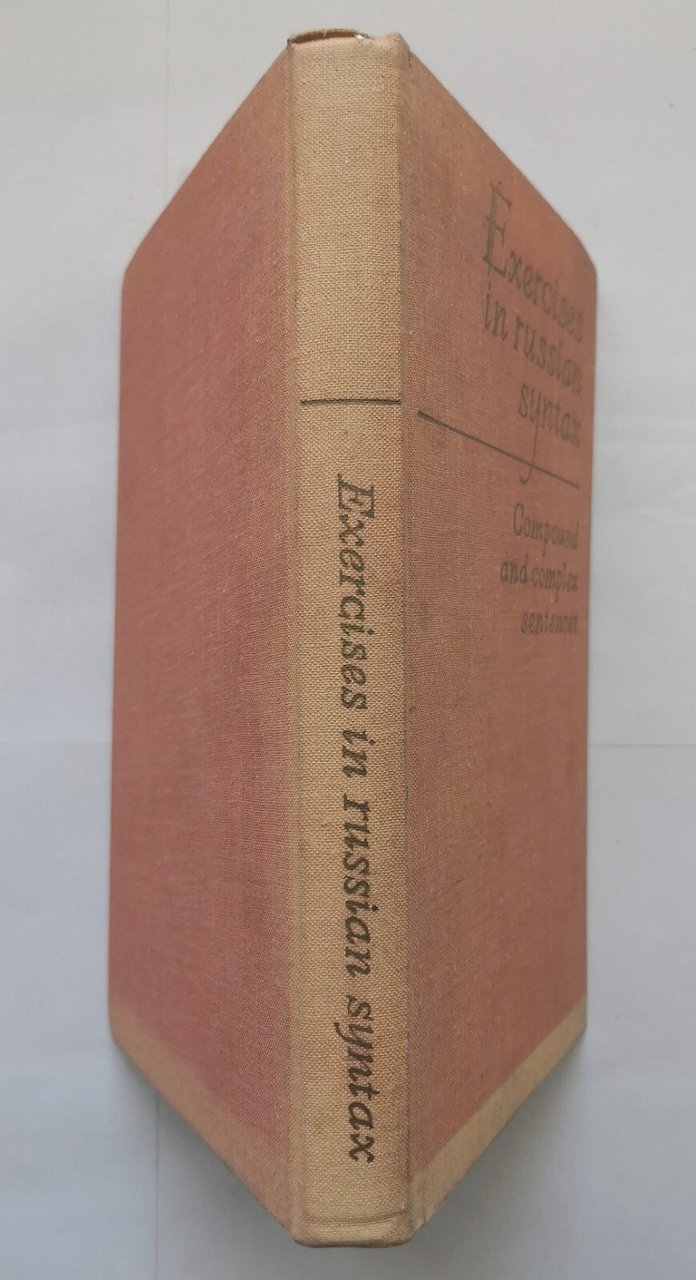 Exercises in russian syntax
Exercises
in russian
syntax
Compound
and complex
sentences